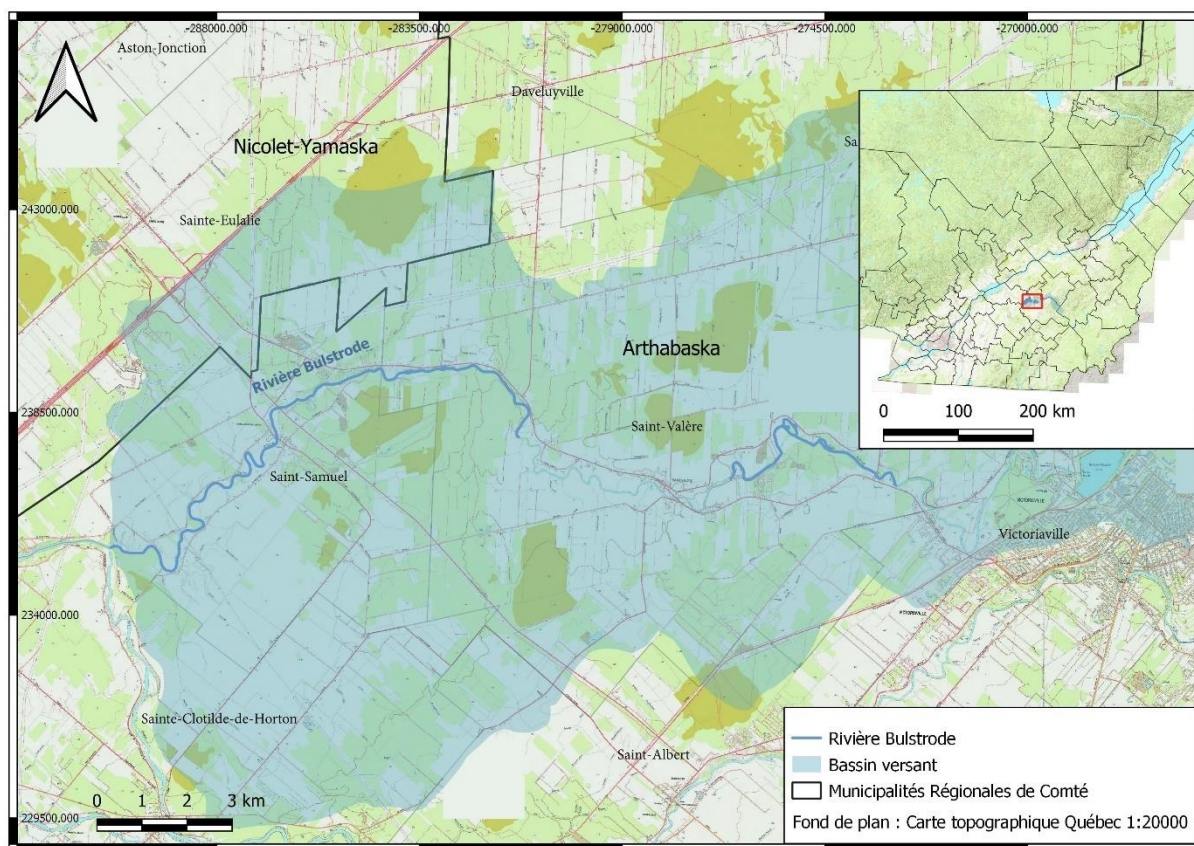 -288000.000 -283500.000 -279000.000 -274500.000 -270000.000
Aston-Jonction
Daveluyville
Nicolet-Yamaska
Sa
243000.000
Sainte-Eulalie
Rivière Bulstrode
Arthabaska
0 100 200 km
238500.000
Saint-Valère
Saint-Samuel
VICTORIAVILLE
Victoriaville
234000.000
VICTORIAVILLE
Sainte-Clotilde-de-Horton
Saint-Albert
Rivière Bulstrode
Bassin versant
Municipalités Régionales de Comté
Fond de plan : Carte topographique Québec 1:20000
0 1 2 3 km
229500.000